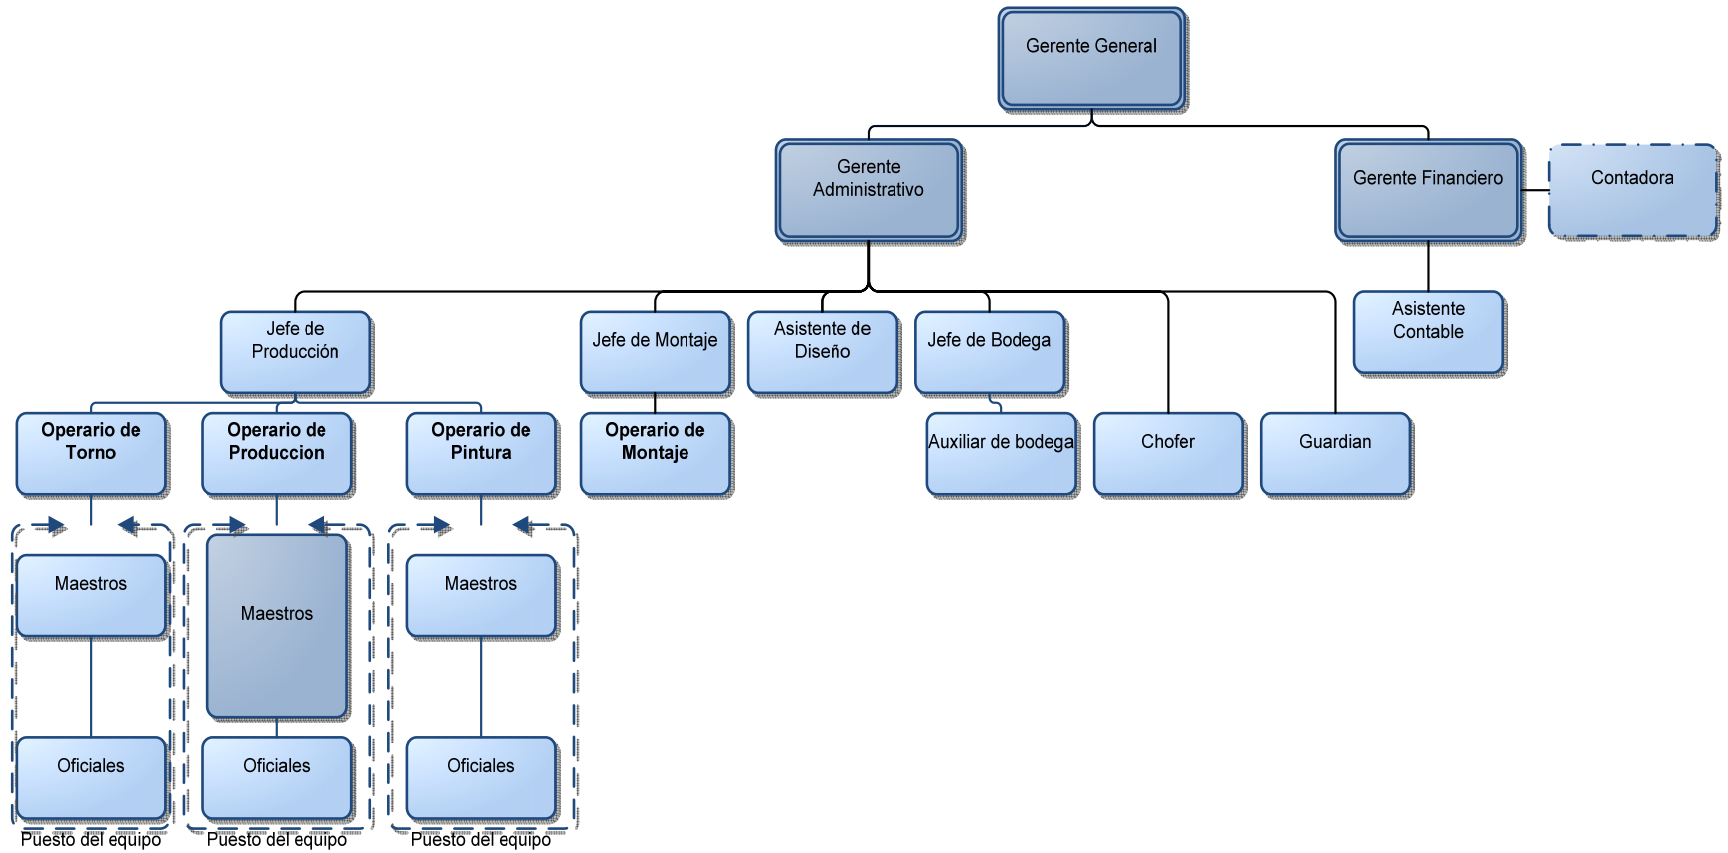 Gerente General
Gerente
Administrativo
Gerente Financiero
Contadora
Jefe de
Producción
Jefe de Montaje
Asistente de
Diseño
Jefe de Bodega
Asistente
Contable
Operario de
Torno
Operario de
Produccion
Operario de
Pintura
Operario de
Montaje
Auxiliar de bodega
Chofer
Guardian
Maestros
Maestros
Maestros
Oficiales
Oficiales
Oficiales
Puesto del equipo
Puesto del equipo
Puesto del equipo